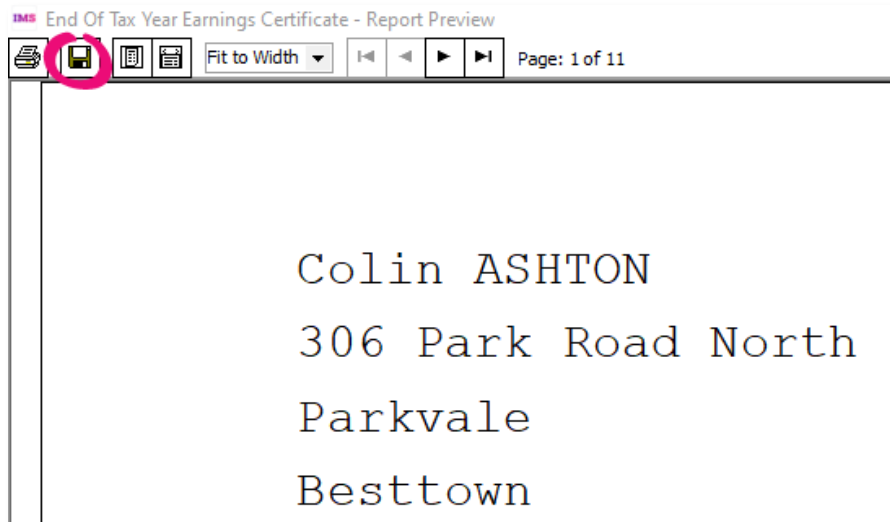 IMS End Of Tax Year Earnings Certificate - Report Preview
Fit to Width Page: 1 of 11
Colin ASHTON
306 Park Road North
Parkvale
Besttown